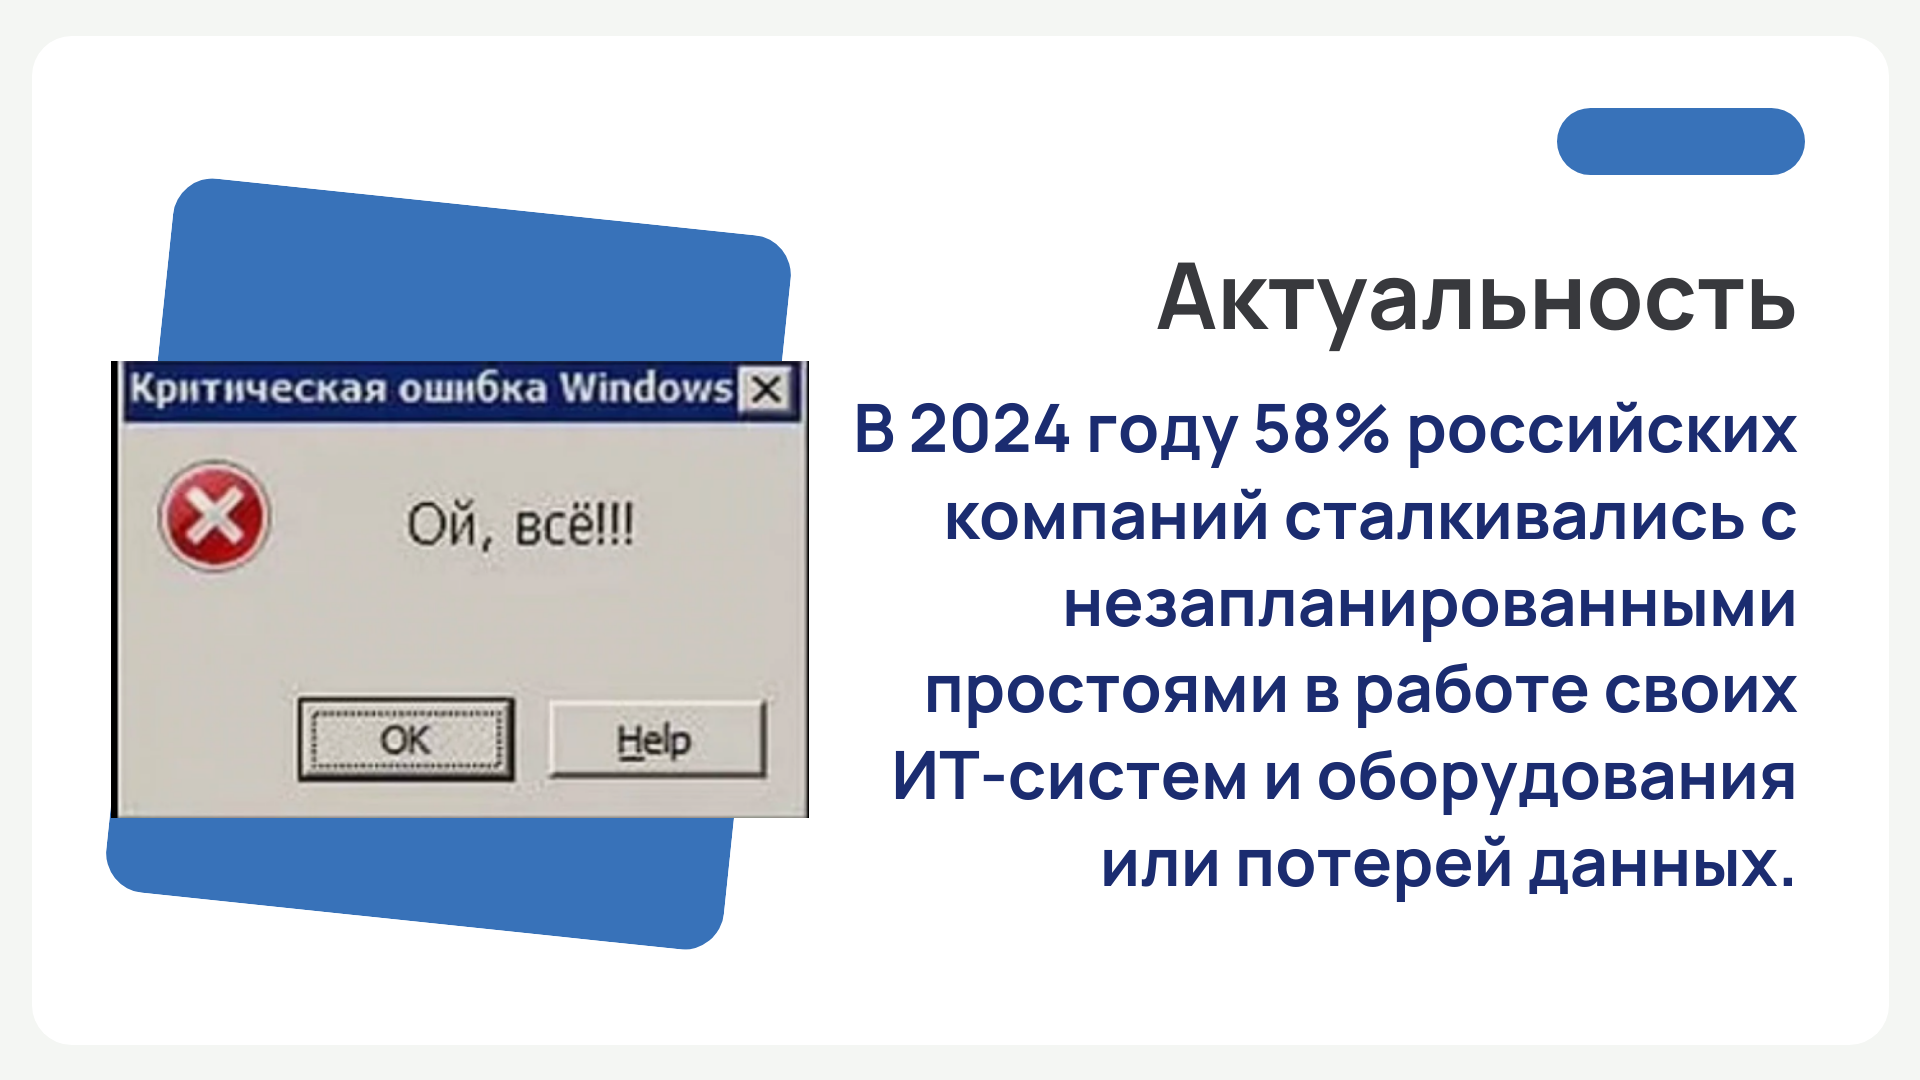 Актуальность
Критическая ошибка Windows
Ой, всё!!!
OK
Help
В 2024 году 58% российских
компаний сталкивались с
незапланированными
простоями в работе своих
ИТ-систем и оборудования
или потерей данных.